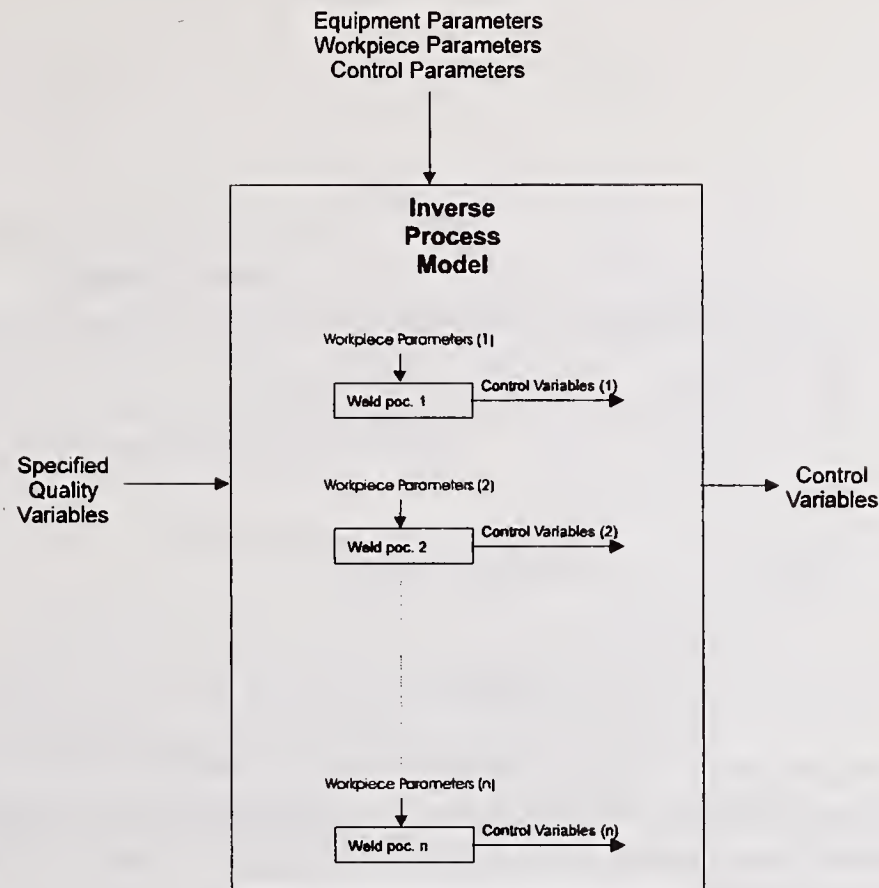 Equipment Parameters
Workpiece Parameters
Control Parameters
Inverse
Process
Model
Workpiece Parameters (1)
Control Variables (1)
Weld poc. 1
Specified
Quality
Variables
Workpiece Parameters (2)
Control Variables (2)
Weld poc. 2
Control
Variables
Workpiece Parameters (n)
Control Variables (n)
Weld poc. n